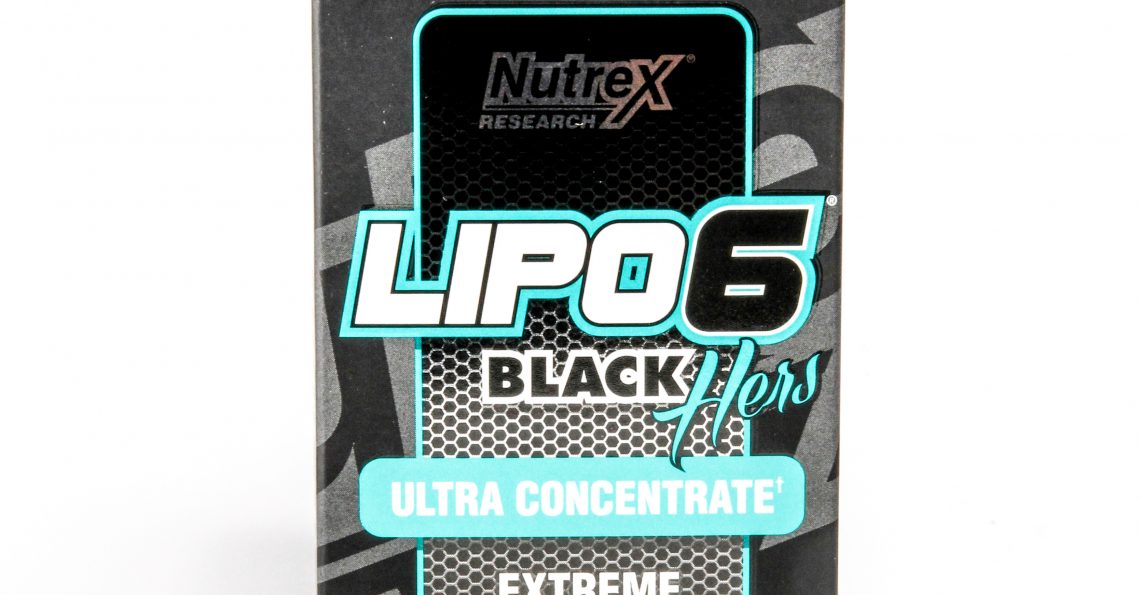 Nutrex®
RESEARCH
LIPO6®
BLACK Hers
ULTRA CONCENTRATE†
EXTREME